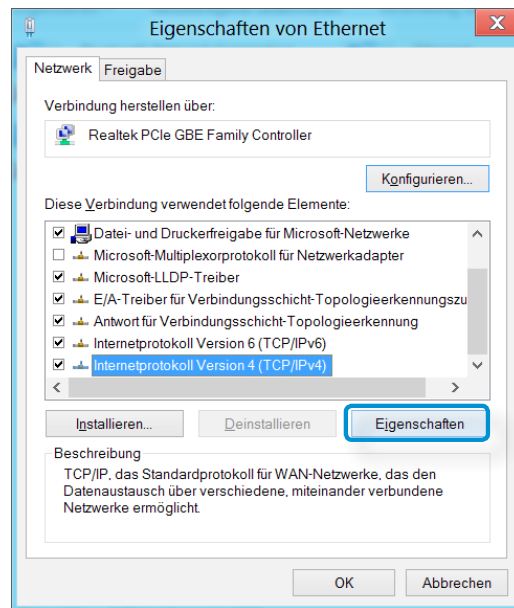 Eigenschaften von Ethernet
Netzwerk Freigabe
Verbindung herstellen über:
Realtek PCIe GBE Family Controller
Konfigurieren...
Diese Verbindung verwendet folgende Elemente:
Datei- und Druckerfreigabe für Microsoft-Netzwerke
Microsoft-Multiplexorprotokoll für Netzwerkadapter
Microsoft-LLDP-Treiber
E/A-Treiber für Verbindungsschicht-Topologieerkennungszu
Antwort für Verbindungsschicht-Topologieerkennung
Internetprotokoll Version 6 (TCP/IPv6)
Internetprotokoll Version 4 (TCP/IPv4)
Installieren... Deinstallieren Eigenschaften
Beschreibung
TCP/IP, das Standardprotokoll für WAN-Netzwerke, das den
Datenaustausch über verschiedene, miteinander verbundene
Netzwerke ermöglicht.
OK Abbrechen